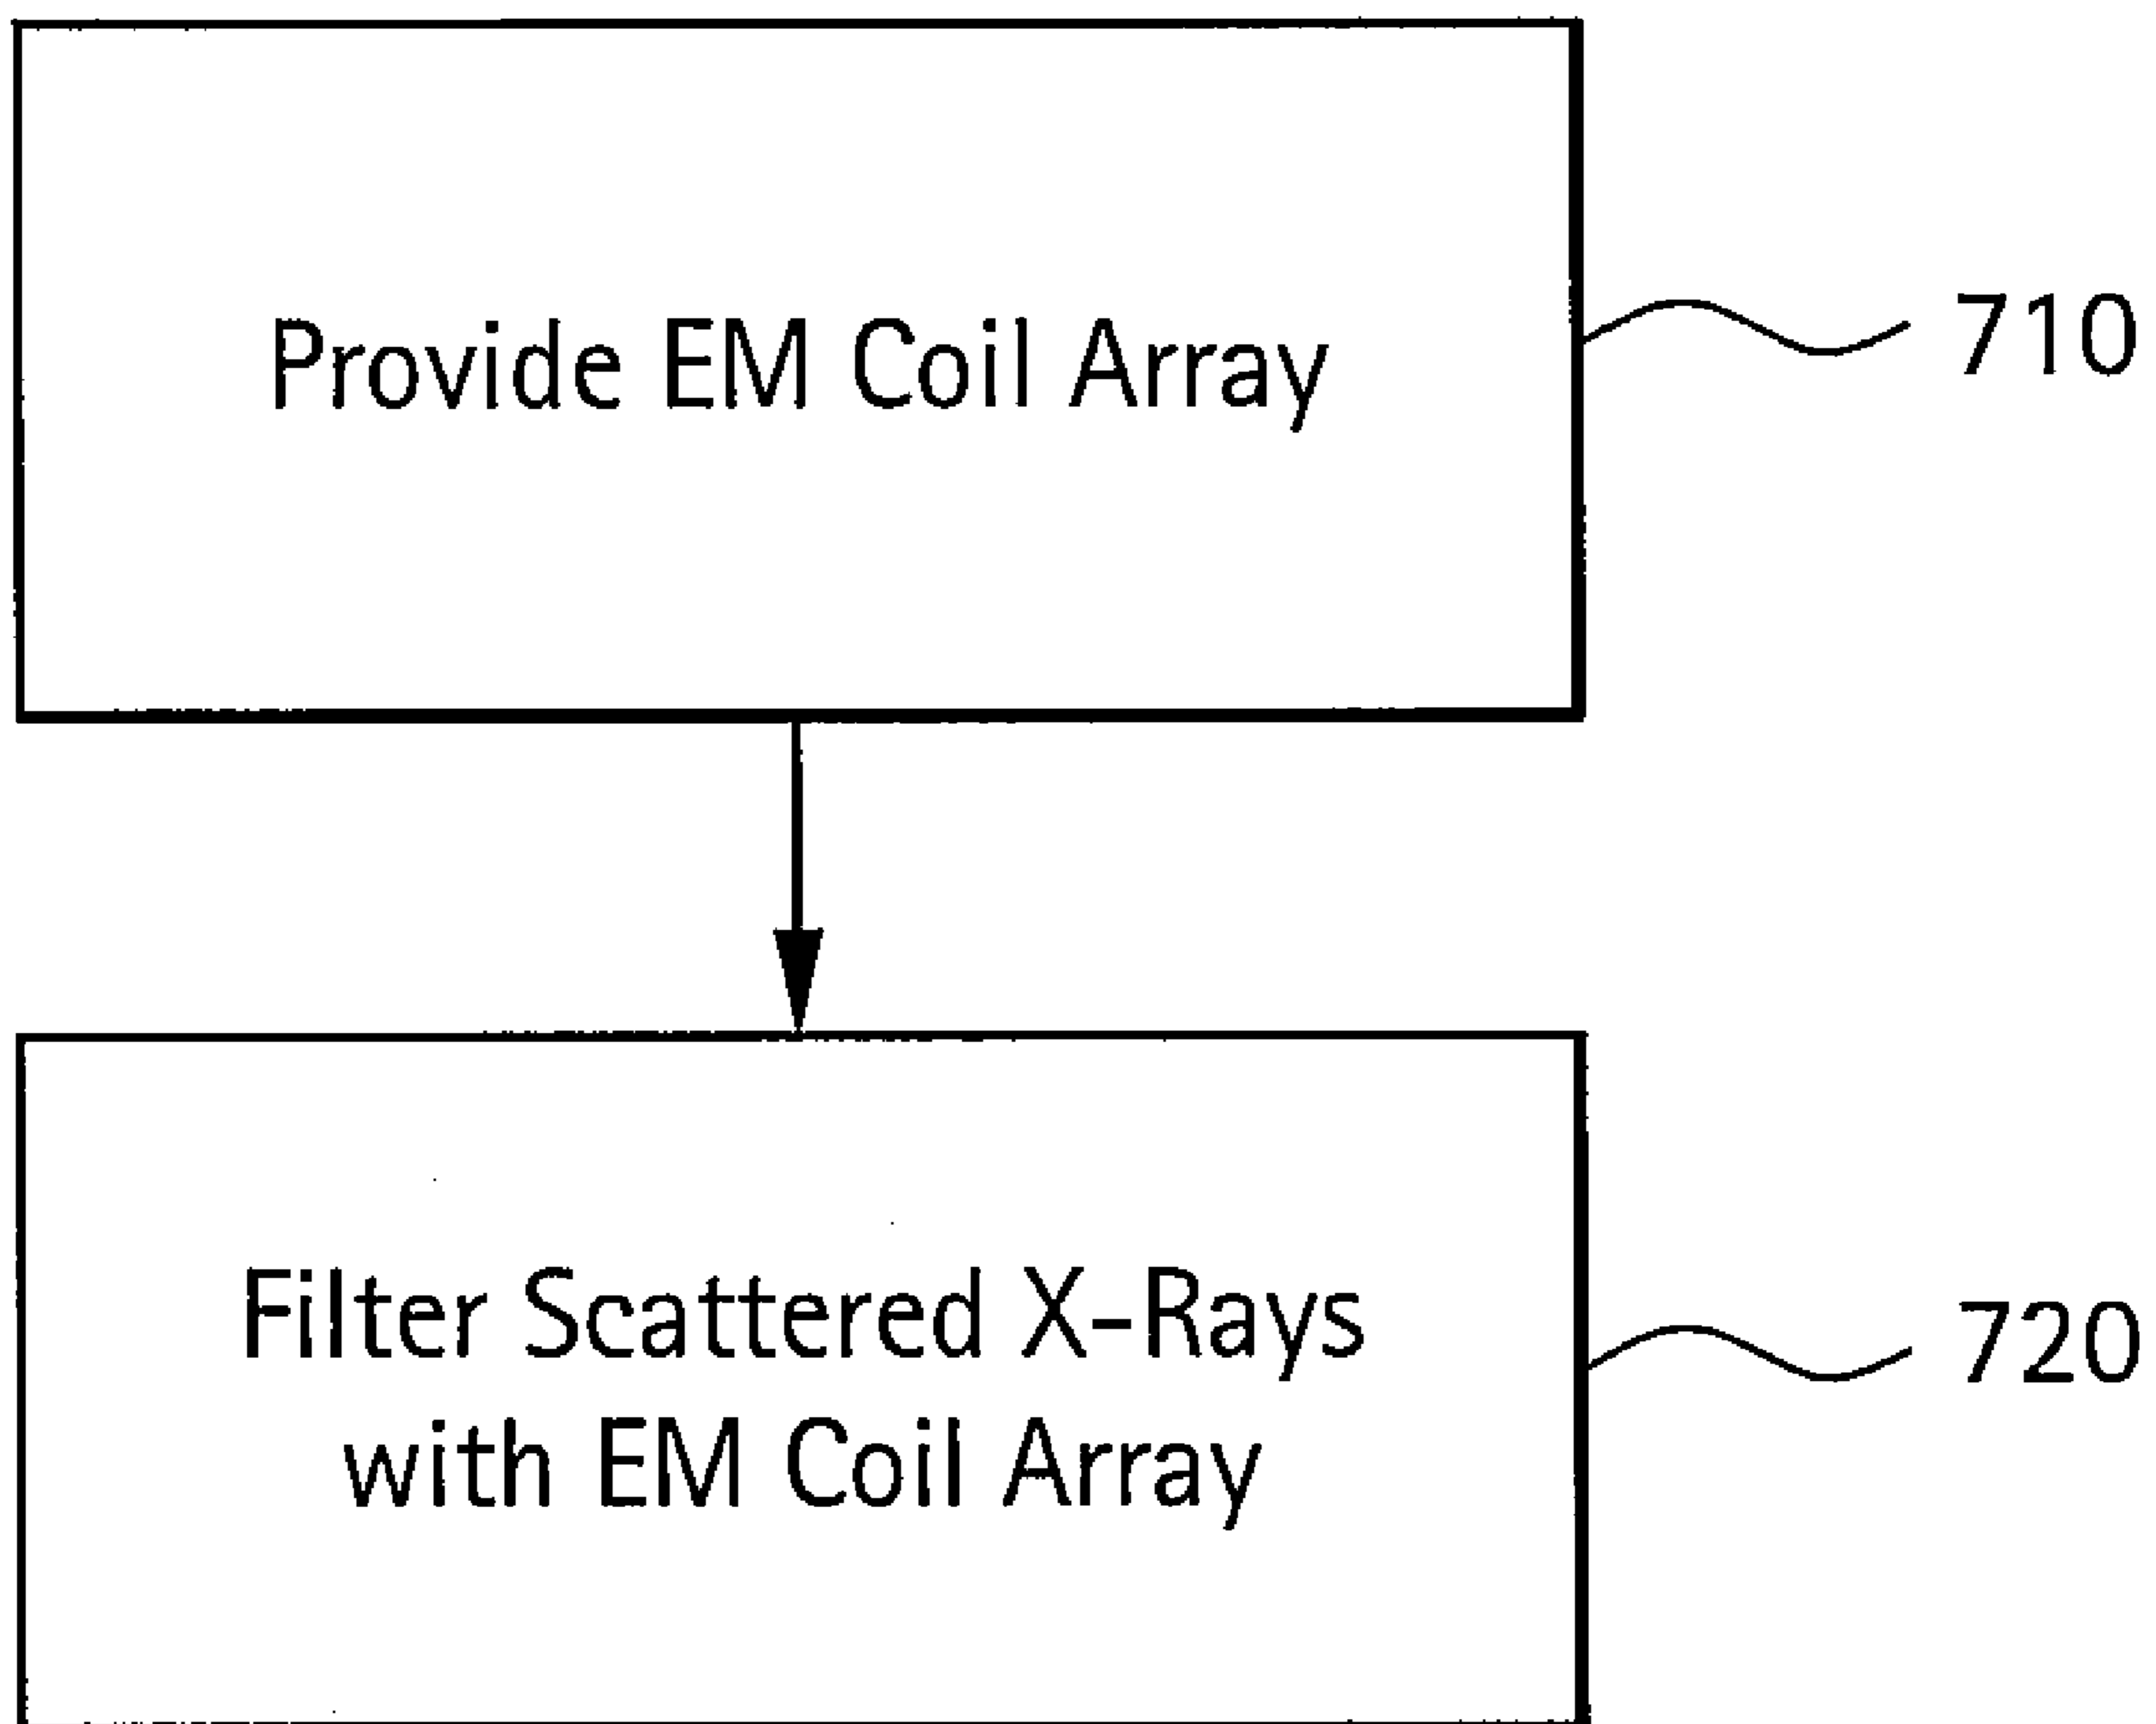 Provide EM Coil Array
710
Filter Scattered X-Rays
with EM Coil Array
720